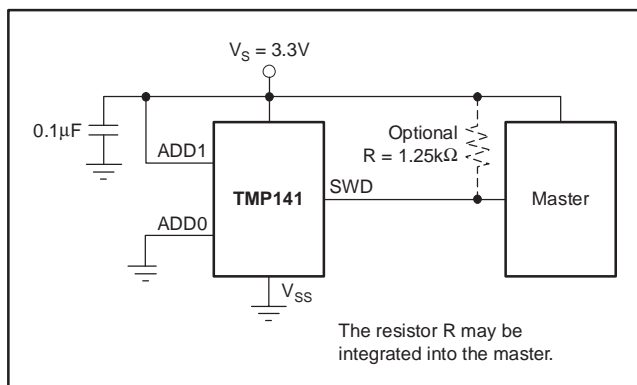 V_S = 3.3V
0.1µF
Optional
R = 1.25kΩ
ADD1
SWD
TMP141
Master
ADD0
V_SS
The resistor R may be
integrated into the master.